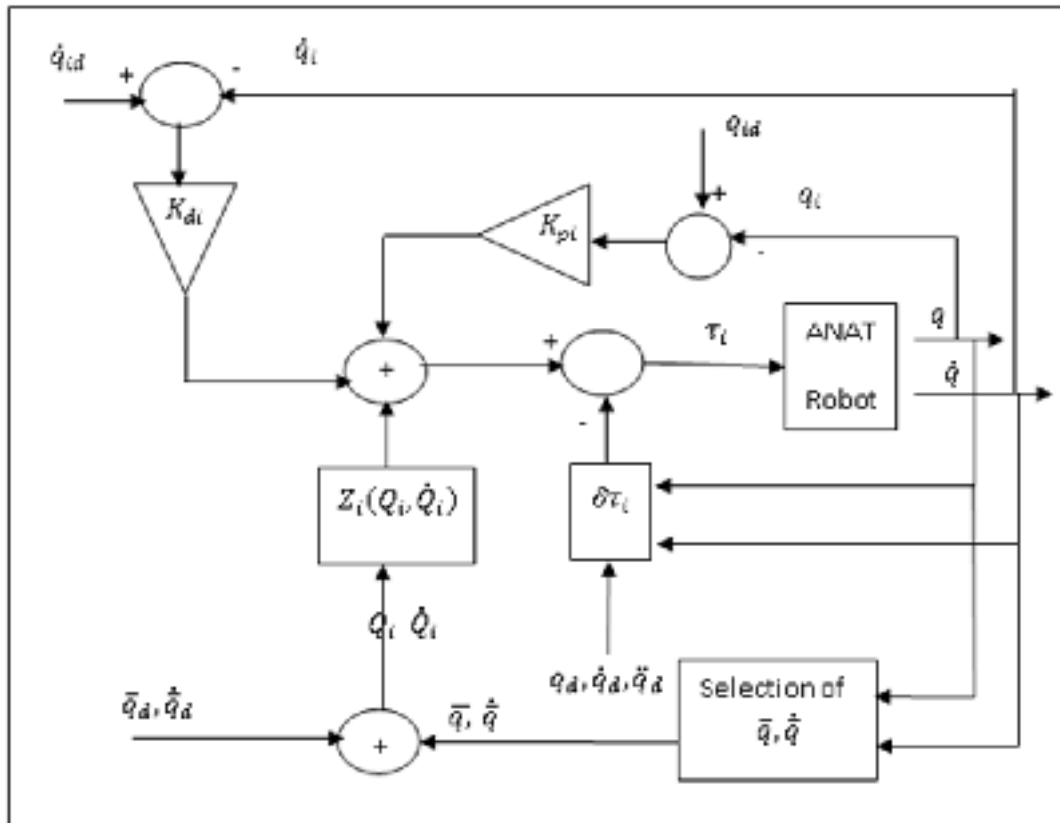 q̇ᵢd + - q̇ᵢ
qᵢd
Kdi
Kpi
+ qᵢ
-
+
+ τᵢ
-
ANAT
Robot
q
q̇
Zᵢ(Qᵢ,Q̇ᵢ)
δτᵢ
Qᵢ Q̇ᵢ
qd,q̇d,q̈d
Selection of
q̄,q̄̇
q̄d,q̄̇d
q̄, q̄̇
+